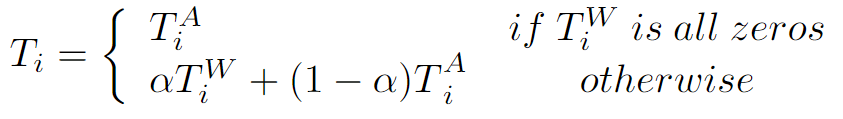 T_i = { T_i^A if T_i^W is all zeros
αT_i^W + (1 − α)T_i^A otherwise